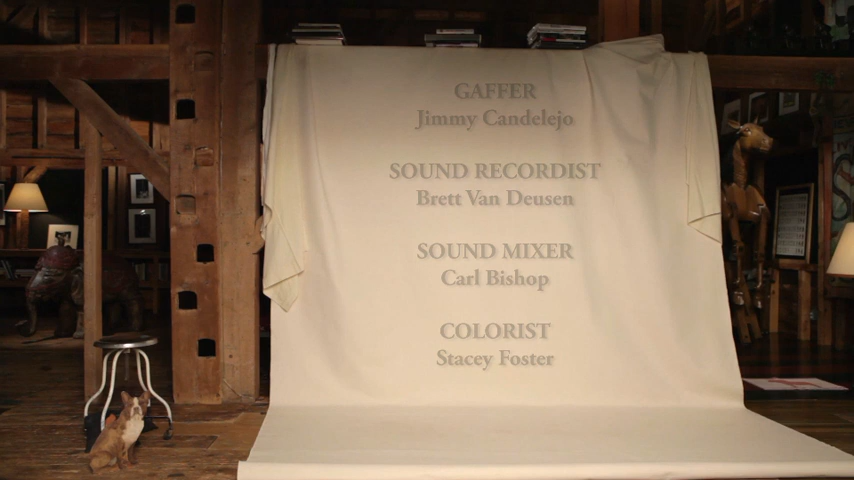 GAFFER
Jimmy Candelejo
SOUND RECORDIST
Brett Van Deusen
SOUND MIXER
Carl Bishop
COLORIST
Stacey Foster